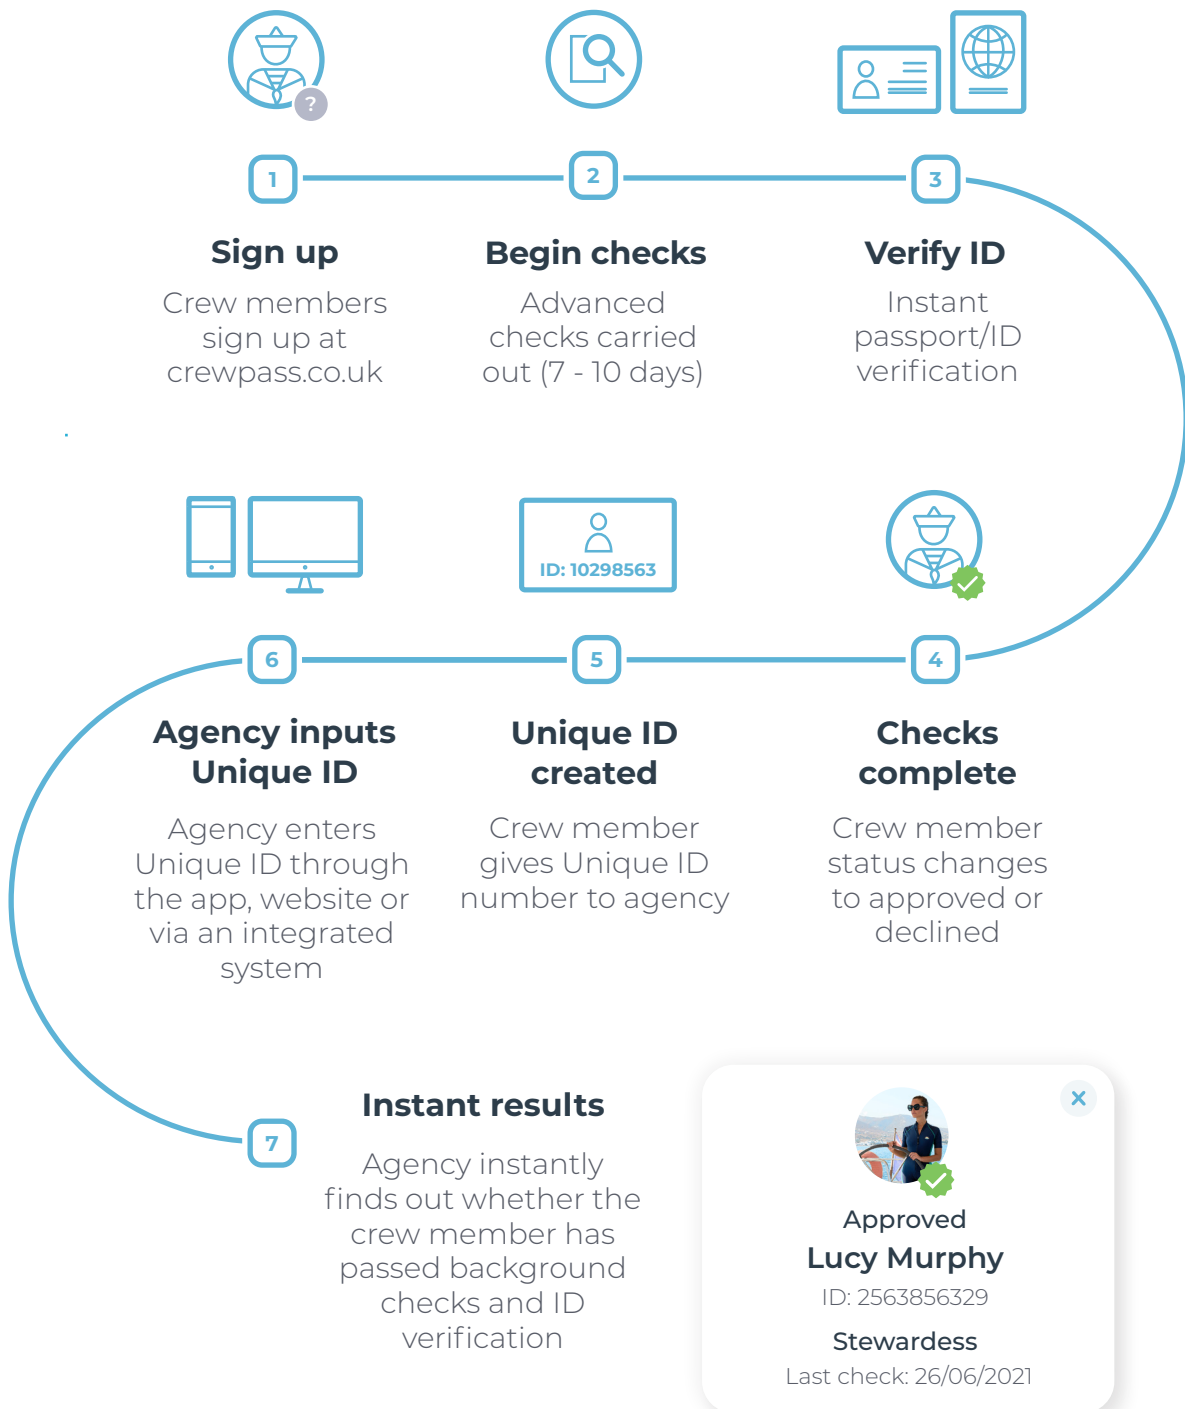 ?
1
Sign up
Crew members
sign up at
crewpass.co.uk
2
Begin checks
Advanced
checks carried
out (7 - 10 days)
3
Verify ID
Instant
passport/ID
verification
4
Checks
complete
Crew member
status changes
to approved or
declined
ID: 10298563
5
Unique ID
created
Crew member
gives Unique ID
number to agency
6
Agency inputs
Unique ID
Agency enters
Unique ID through
the app, website or
via an integrated
system
7
Instant results
Agency instantly
finds out whether the
crew member has
passed background
checks and ID
verification
Approved
Lucy Murphy
ID: 2563856329
Stewardess
Last check: 26/06/2021